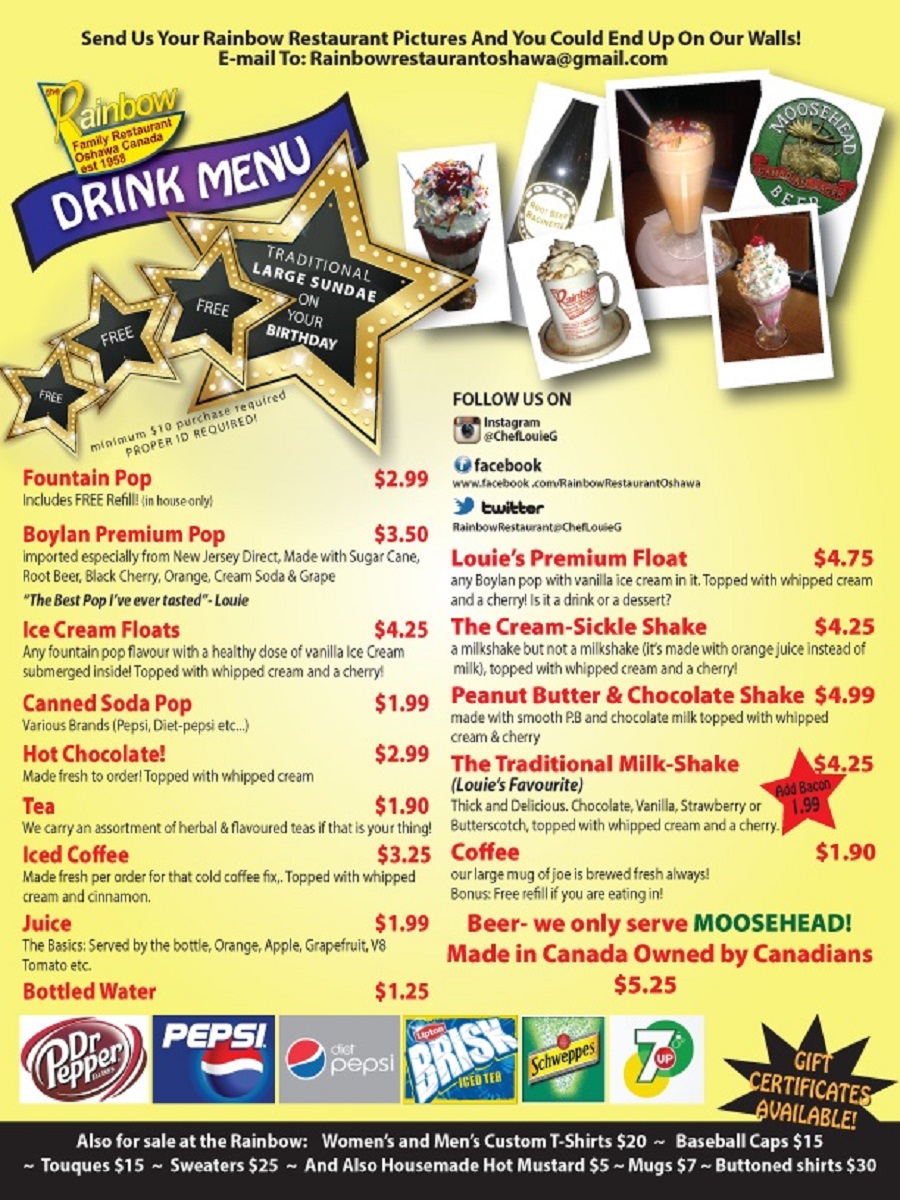 Send Us Your Rainbow Restaurant Pictures And You Could End Up On Our Walls!
E-mail To: Rainbowrestaurantoshawa@gmail.com
the
Rainbow
Family Restaurant
Oshawa Canada
est 1958
DRINK MENU
TRADITIONAL
LARGE SUNDAE
ON
YOUR
BIRTHDAY
FREE
FREE
FREE
minimum $10 purchase required
PROPER ID REQUIRED!
ROOT BEER
MOOSEHEAD
CANADIAN LAGER
BEER
Rainbow
FOLLOW US ON
Instagram
@ChefLouieG
facebook
www.facebook.com/RainbowRestaurantOshawa
twitter
RainbowRestaurant@ChefLouieG
Fountain Pop $2.99
Includes FREE Refill! (in house only)
Boylan Premium Pop $3.50
imported especially from New Jersey Direct, Made with Sugar Cane,
Root Beer, Black Cherry, Orange, Cream Soda & Grape
"The Best Pop I've ever tasted"- Louie
Ice Cream Floats $4.25
Any fountain pop flavour with a healthy dose of vanilla Ice Cream
submerged inside! Topped with whipped cream and a cherry!
Canned Soda Pop $1.99
Various Brands (Pepsi, Diet-pepsi etc...)
Hot Chocolate! $2.99
Made fresh to order! Topped with whipped cream
Tea $1.90
We carry an assortment of herbal & flavoured teas if that is your thing!
Iced Coffee $3.25
Made fresh per order for that cold coffee fix,. Topped with whipped
cream and cinnamon.
Juice $1.99
The Basics: Served by the bottle, Orange, Apple, Grapefruit, V8
Tomato etc.
Bottled Water $1.25
Louie's Premium Float $4.75
any Boylan pop with vanilla ice cream in it. Topped with whipped cream
and a cherry! Is it a drink or a dessert?
The Cream-Sickle Shake $4.25
a milkshake but not a milkshake (it's made with orange juice instead of
milk), topped with whipped cream and a cherry!
Peanut Butter & Chocolate Shake $4.99
made with smooth P.B and chocolate milk topped with whipped
cream & cherry
The Traditional Milk-Shake $4.25
(Louie's Favourite)
Thick and Delicious. Chocolate, Vanilla, Strawberry or
Butterscotch, topped with whipped cream and a cherry.
Add Bacon
1.99
Coffee $1.90
our large mug of joe is brewed fresh always!
Bonus: Free refill if you are eating in!
Beer- we only serve MOOSEHEAD!
Made in Canada Owned by Canadians
$5.25
Dr
Pepper
PEPSI
diet
pepsi
Lipton
BRISK
ICED TEA
Schweppes
7
UP
GIFT
CERTIFICATES
AVAILABLE!
Also for sale at the Rainbow: Women's and Men's Custom T-Shirts $20 ~ Baseball Caps $15
~ Touques $15 ~ Sweaters $25 ~ And Also Housemade Hot Mustard $5 ~ Mugs $7 ~ Buttoned shirts $30